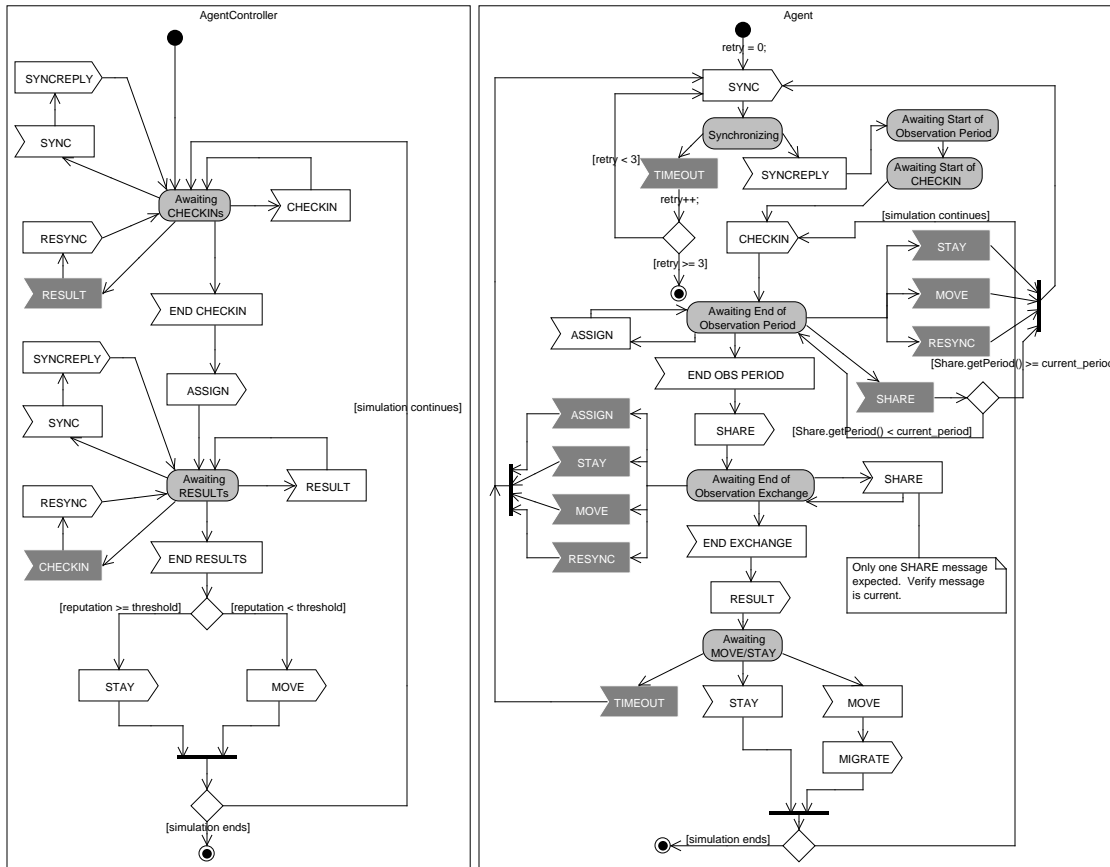 AgentController
SYNCREPLY
SYNC
Awaiting
CHECKINs
CHECKIN
RESYNC
RESULT
END CHECKIN
SYNCREPLY
ASSIGN
[simulation continues]
SYNC
Awaiting
RESULTs
RESULT
RESYNC
END RESULTS
CHECKIN
[reputation >= threshold]
[reputation < threshold]
STAY
MOVE
[simulation ends]
Agent
retry = 0;
SYNC
Synchronizing
Awaiting Start of
Observation Period
[retry < 3]
TIMEOUT
SYNCREPLY
Awaiting Start of
CHECKIN
retry++;
[simulation continues]
CHECKIN
STAY
[retry >= 3]
MOVE
Awaiting End of
Observation Period
ASSIGN
RESYNC
[Share.getPeriod() >= current_period]
END OBS PERIOD
SHARE
ASSIGN
SHARE
[Share.getPeriod() < current_period]
STAY
Awaiting End of
Observation Exchange
SHARE
MOVE
END EXCHANGE
RESYNC
Only one SHARE message
expected. Verify message
is current.
RESULT
Awaiting
MOVE/STAY
TIMEOUT
STAY
MOVE
MIGRATE
[simulation ends]